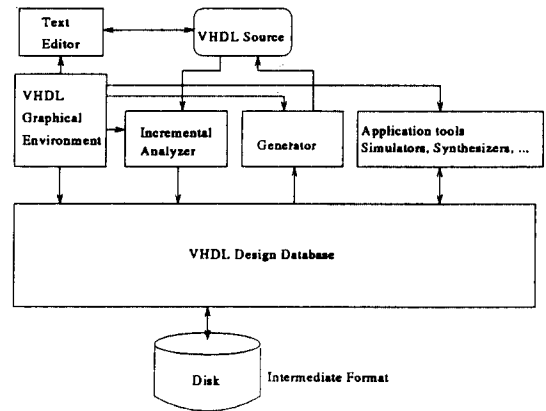 Text
Editor
VHDL Source
VHDL
Graphical
Environment
Incremental
Analyzer
Generator
Application tools
Simulators, Synthesizers, ...
VHDL Design Database
Disk
Intermediate Format